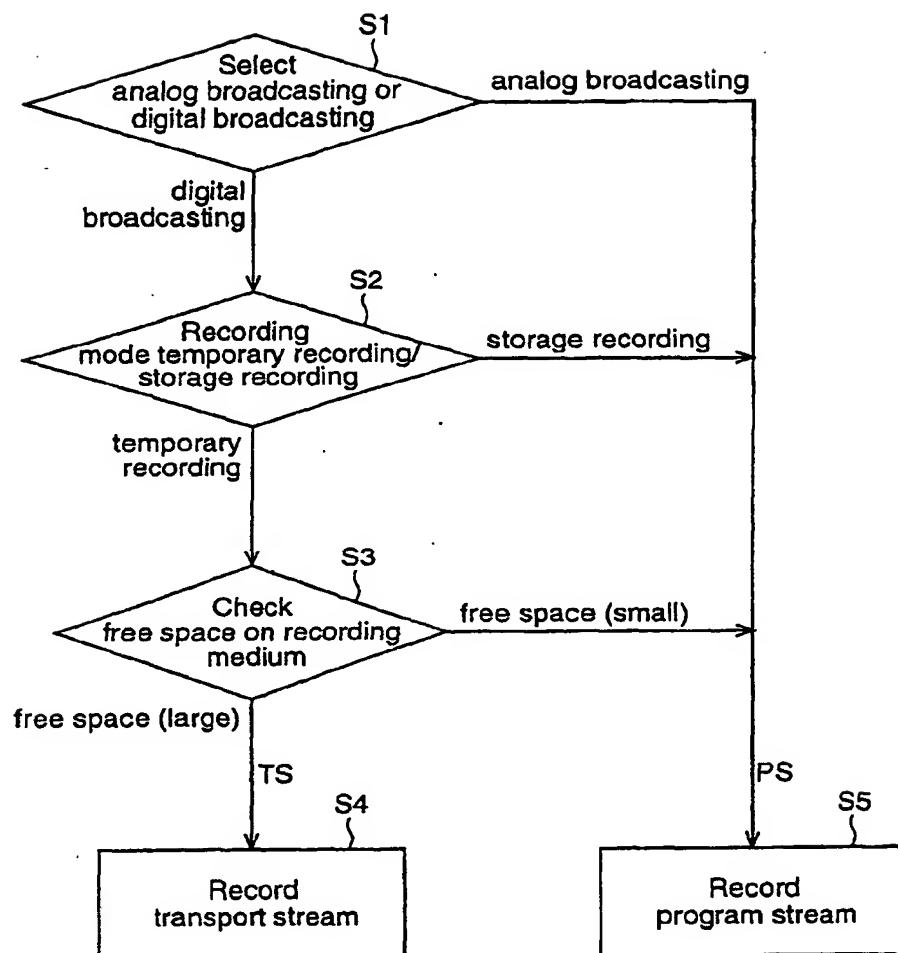 S1
Select
analog broadcasting or
digital broadcasting
analog broadcasting
digital
broadcasting
S2
Recording
mode temporary recording/
storage recording
storage recording
temporary
recording
S3
Check
free space on recording
medium
free space (small)
free space (large)
TS
PS
S4
S5
Record
transport stream
Record
program stream